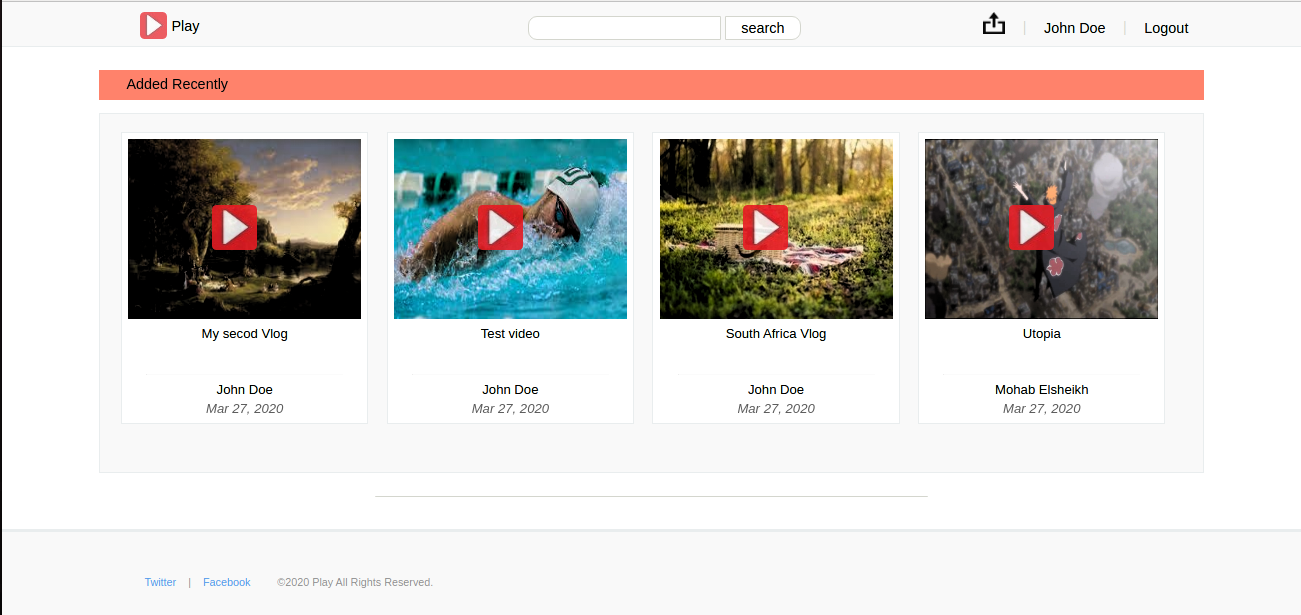 Play
search
John Doe
Logout
Added Recently
My secod Vlog
John Doe
Mar 27, 2020
Test video
John Doe
Mar 27, 2020
South Africa Vlog
John Doe
Mar 27, 2020
Utopia
Mohab Elsheikh
Mar 27, 2020
Twitter | Facebook ©2020 Play All Rights Reserved.